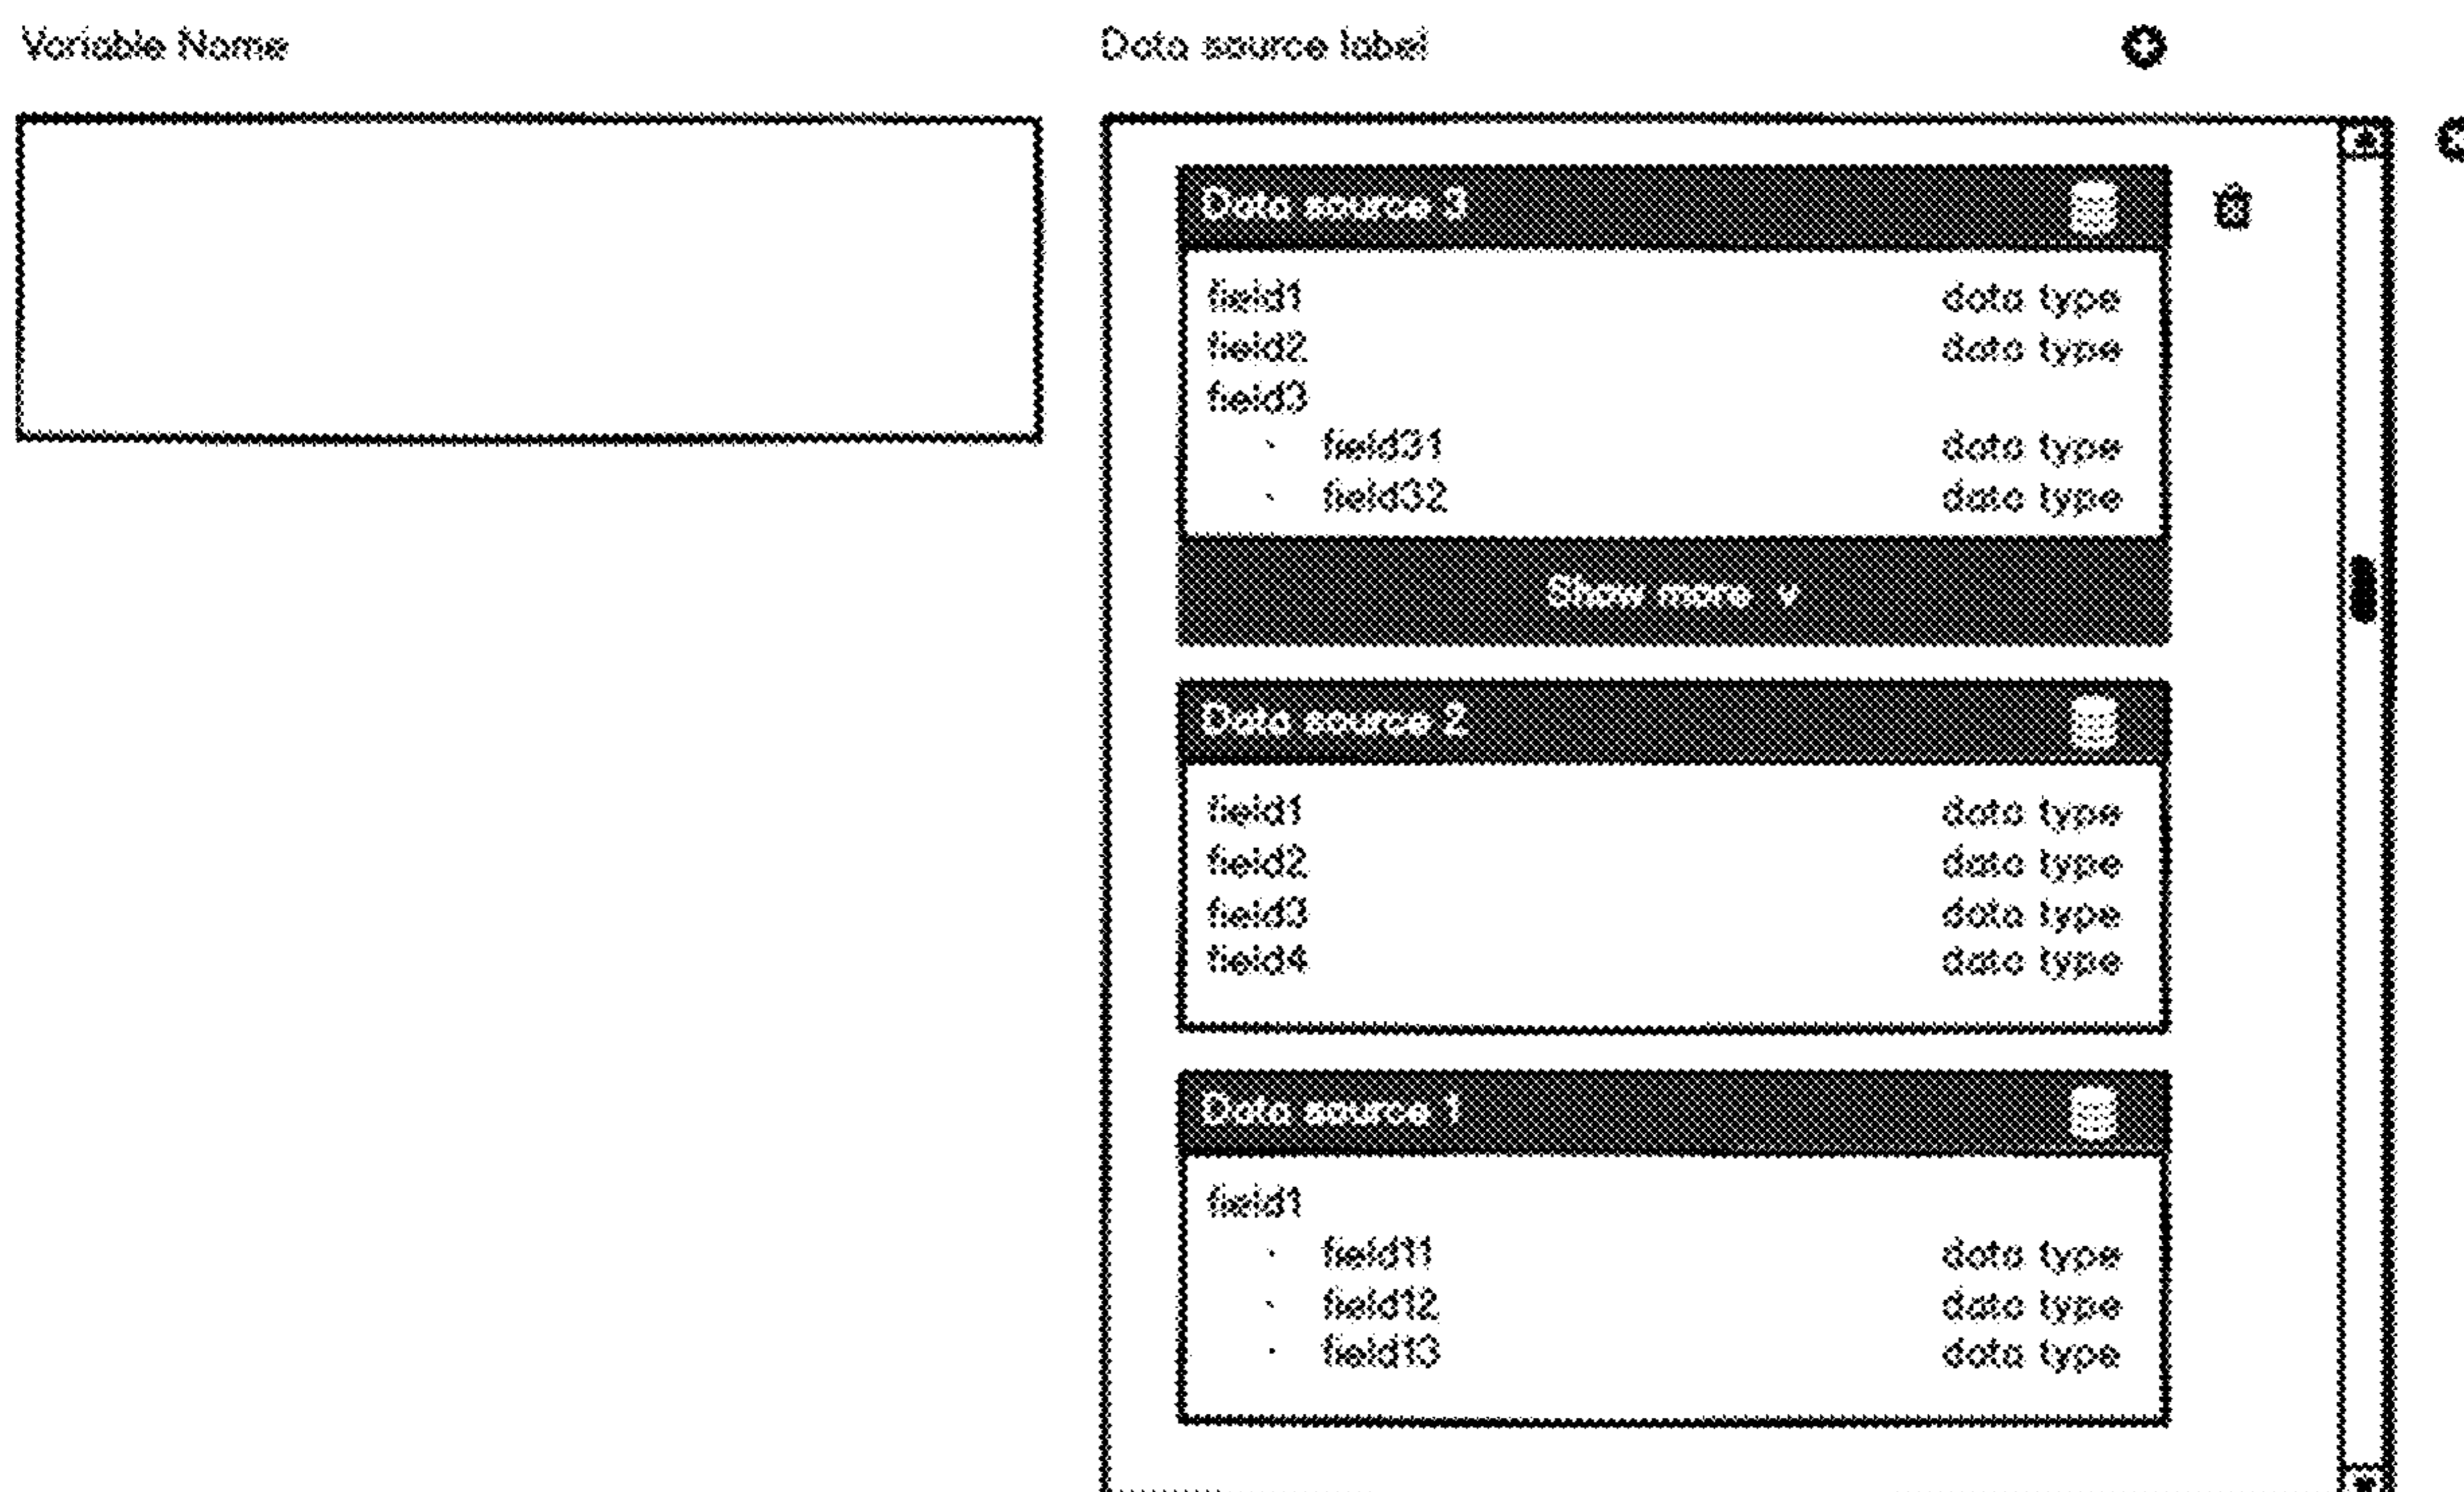 Variable Name
Data source label
Data source 3
field1 data type
field2 data type
field3
· field31 data type
· field32 data type
Show more v
Data source 2
field1 data type
field2 data type
field3 data type
field4 data type
Data source 1
field1
· field11 data type
· field12 data type
· field13 data type